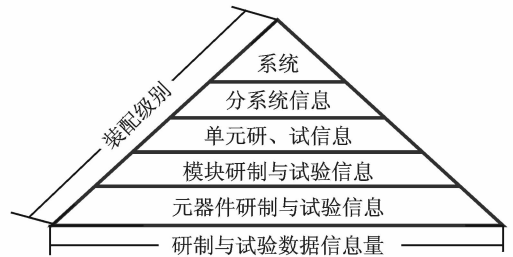 系统
分系统信息
单元研、试信息
模块研制与试验信息
元器件研制与试验信息
装配级别
研制与试验数据信息量